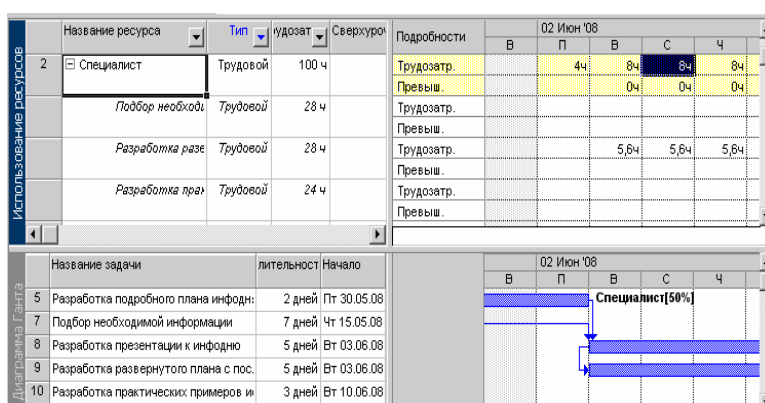 Название ресурса Тип рудозат Сверхуроч Подробности 02 Июн '08
В П В С Ч
2 Специалист Трудовой 100 ч Трудозатр. 4ч 8ч 8ч 8ч
Превыш. 0ч 0ч 0ч
Подбор необходи Трудовой 28 ч Трудозатр.
Превыш.
Разработка разе Трудовой 28 ч Трудозатр. 5,6ч 5,6ч 5,6ч
Превыш.
Разработка прак Трудовой 24 ч Трудозатр.
Превыш.
Использование ресурсов
Название задачи лительност Начало 02 Июн '08
В П В С Ч
5 Разработка подробного плана инфодн 2 дней Пт 30.05.08 Специалист[50%]
7 Подбор необходимой информации 7 дней Чт 15.05.08
8 Разработка презентации к инфодню 5 дней Вт 03.06.08
9 Разработка развернутого плана с пос. 5 дней Вт 03.06.08
10 Разработка практических примеров и 3 дней Вт 10.06.08
Диаграмма Ганта